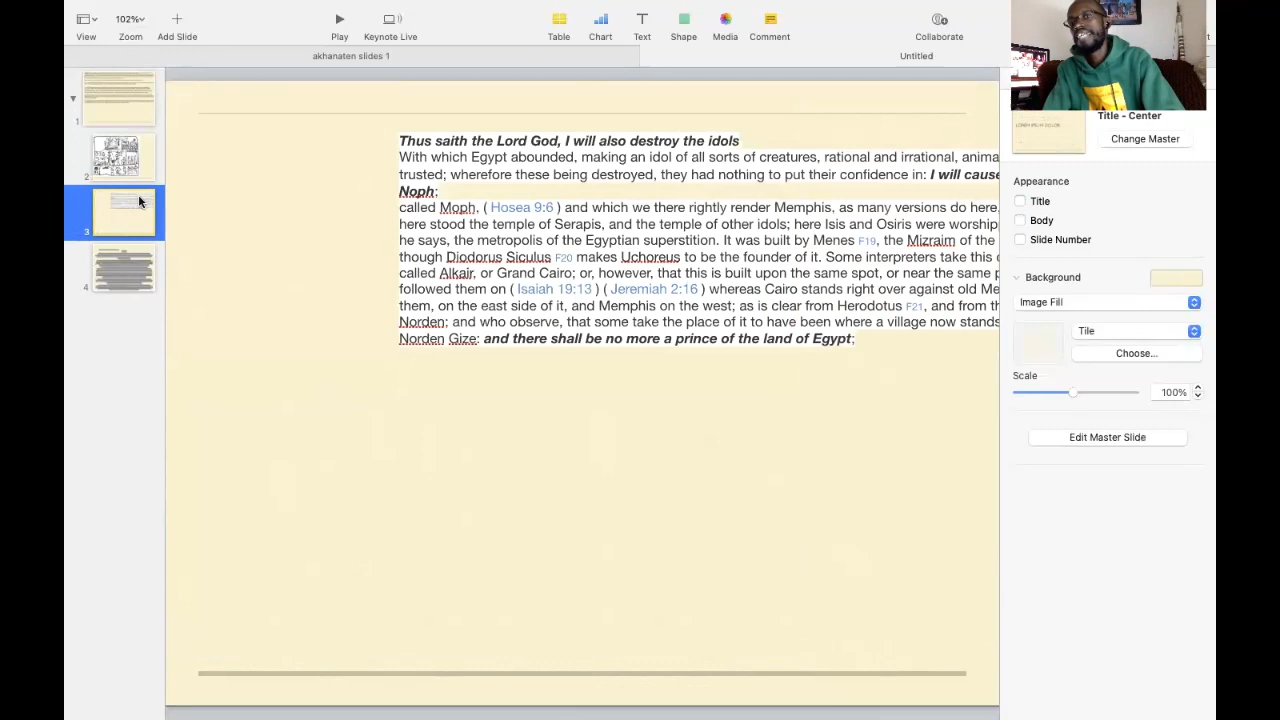 View
102%
Zoom
Add Slide
Play
Keynote Live
Table
Chart
Text
Shape
Media
Comment
Collaborate
akhanaten slides 1
Untitled
Title - Center
Change Master
Appearance
Title
Body
Slide Number
Background
Image Fill
Tile
Choose...
Scale
100%
Edit Master Slide
1
2
3
4
Thus saith the Lord God, I will also destroy the idols
With which Egypt abounded, making an idol of all sorts of creatures, rational and irrational, anima
trusted; wherefore these being destroyed, they had nothing to put their confidence in: I will cause
Noph;
called Moph, ( Hosea 9:6 ) and which we there rightly render Memphis, as many versions do here,
here stood the temple of Serapis, and the temple of other idols; here Isis and Osiris were worship
he says, the metropolis of the Egyptian superstition. It was built by Menes F19, the Mizraim of the
though Diodorus Siculus F20 makes Uchoreus to be the founder of it. Some interpreters take this
called Alkair, or Grand Cairo; or, however, that this is built upon the same spot, or near the same p
followed them on ( Isaiah 19:13 ) ( Jeremiah 2:16 ) whereas Cairo stands right over against old Me
them, on the east side of it, and Memphis on the west; as is clear from Herodotus F21, and from th
Norden; and who observe, that some take the place of it to have been where a village now stands
Norden Gize: and there shall be no more a prince of the land of Egypt;